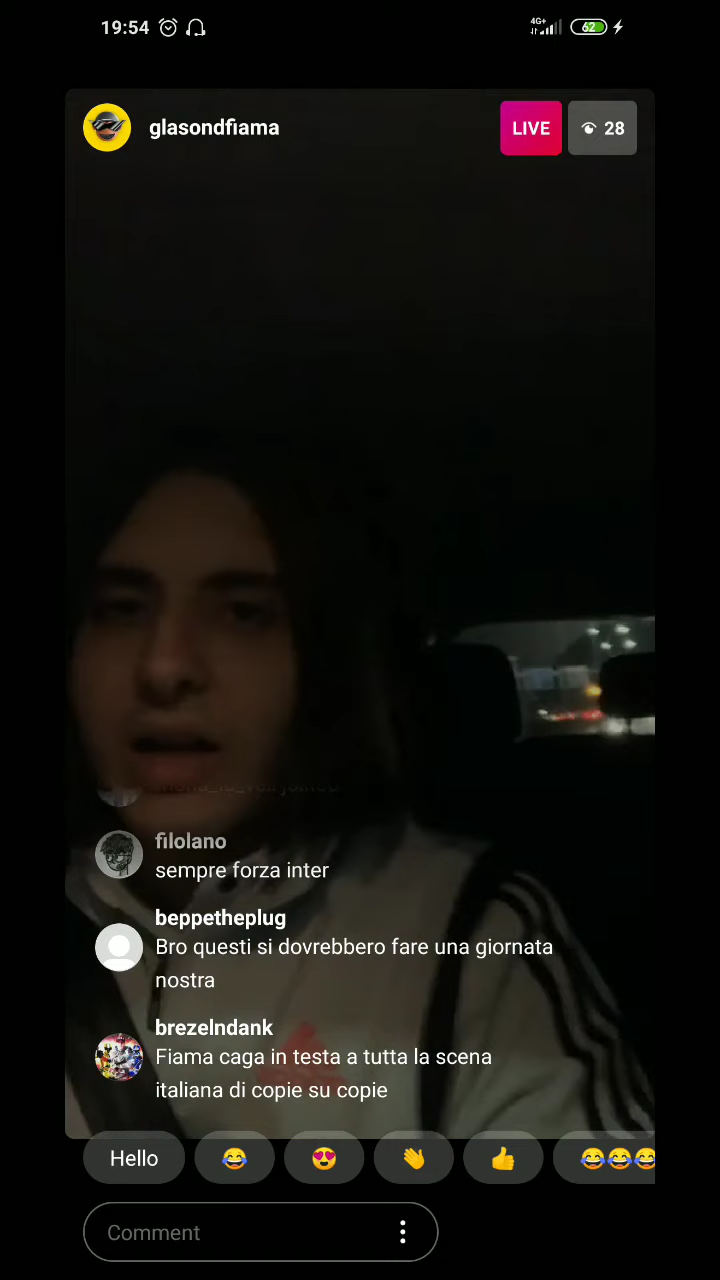 19:54
4G+
62
glasondfiama
LIVE
28
filolano
sempre forza inter
beppetheplug
Bro questi si dovrebbero fare una giornata
nostra
brezelndank
Fiama caga in testa a tutta la scena
italiana di copie su copie
Hello
Comment